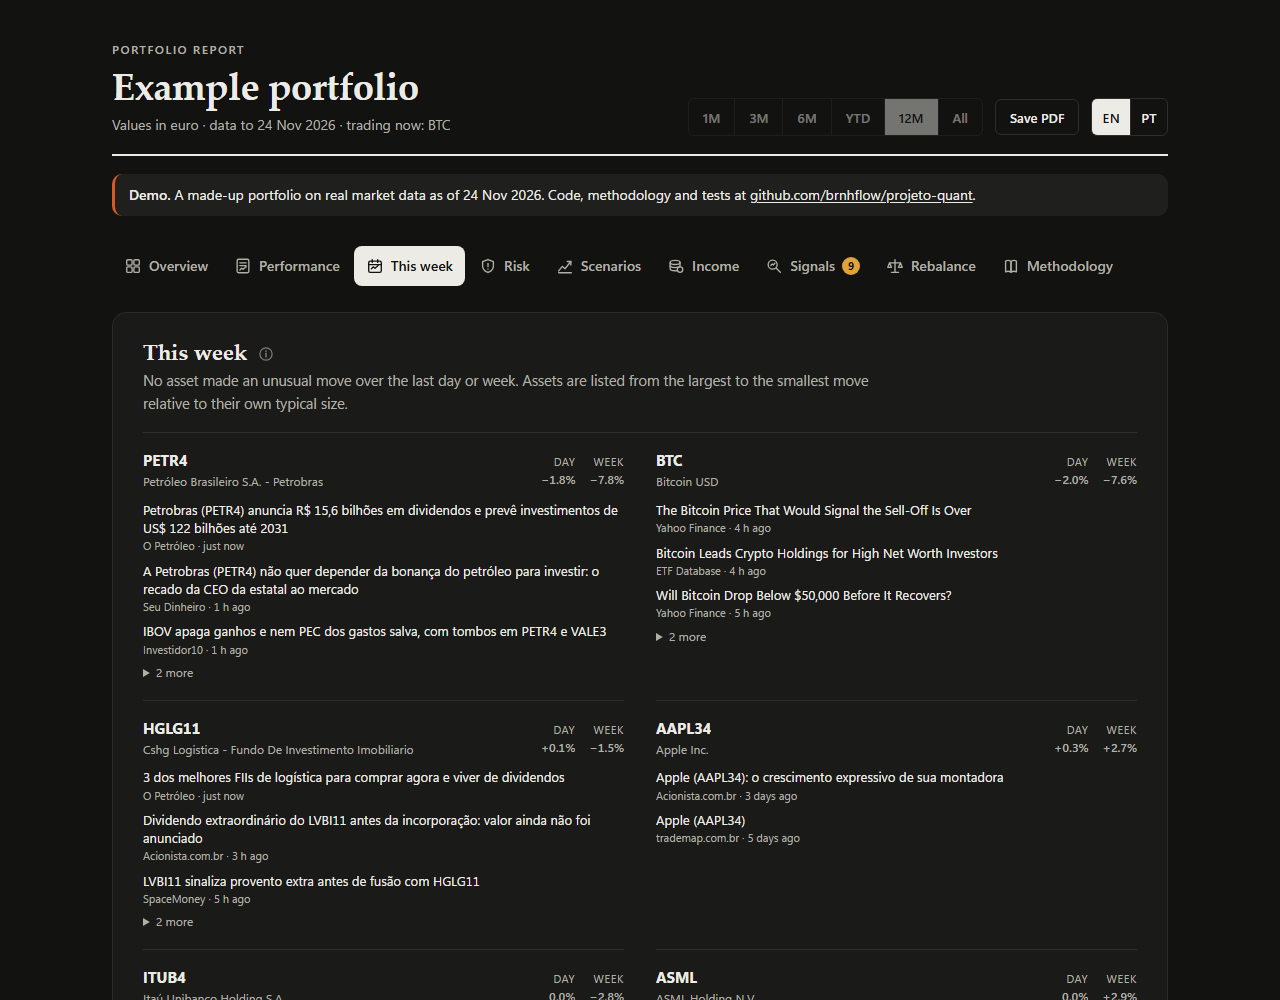 PORTFOLIO REPORT
Example portfolio
Values in euro · data to 24 Nov 2026 · trading now: BTC
1M 3M 6M YTD 12M All Save PDF EN PT
Demo. A made-up portfolio on real market data as of 24 Nov 2026. Code, methodology and tests at github.com/brnhflow/projeto-quant.
Overview Performance This week Risk Scenarios Income Signals 9 Rebalance Methodology
This week
No asset made an unusual move over the last day or week. Assets are listed from the largest to the smallest move
relative to their own typical size.
PETR4 DAY WEEK
Petróleo Brasileiro S.A. - Petrobras −1.8% −7.8%
Petrobras (PETR4) anuncia R$ 15,6 bilhões em dividendos e prevê investimentos de
US$ 122 bilhões até 2031
O Petróleo · just now
A Petrobras (PETR4) não quer depender da bonança do petróleo para investir: o
recado da CEO da estatal ao mercado
Seu Dinheiro · 1 h ago
IBOV apaga ganhos e nem PEC dos gastos salva, com tombos em PETR4 e VALE3
Investidor10 · 1 h ago
2 more
BTC DAY WEEK
Bitcoin USD −2.0% −7.6%
The Bitcoin Price That Would Signal the Sell-Off Is Over
Yahoo Finance · 4 h ago
Bitcoin Leads Crypto Holdings for High Net Worth Investors
ETF Database · 4 h ago
Will Bitcoin Drop Below $50,000 Before It Recovers?
Yahoo Finance · 5 h ago
2 more
HGLG11 DAY WEEK
Cshg Logistica - Fundo De Investimento Imobiliario +0.1% −1.5%
3 dos melhores FIIs de logística para comprar agora e viver de dividendos
O Petróleo · just now
Dividendo extraordinário do LVBI11 antes da incorporação: valor ainda não foi
anunciado
Acionista.com.br · 3 h ago
LVBI11 sinaliza provento extra antes de fusão com HGLG11
SpaceMoney · 5 h ago
2 more
AAPL34 DAY WEEK
Apple Inc. +0.3% +2.7%
Apple (AAPL34): o crescimento expressivo de sua montadora
Acionista.com.br · 3 days ago
Apple (AAPL34)
trademap.com.br · 5 days ago
ITUB4 DAY WEEK
Itaú Unibanco Holding S.A. 0.0% −2.8%
ASML DAY WEEK
ASML Holding N.V. 0.0% +2.9%